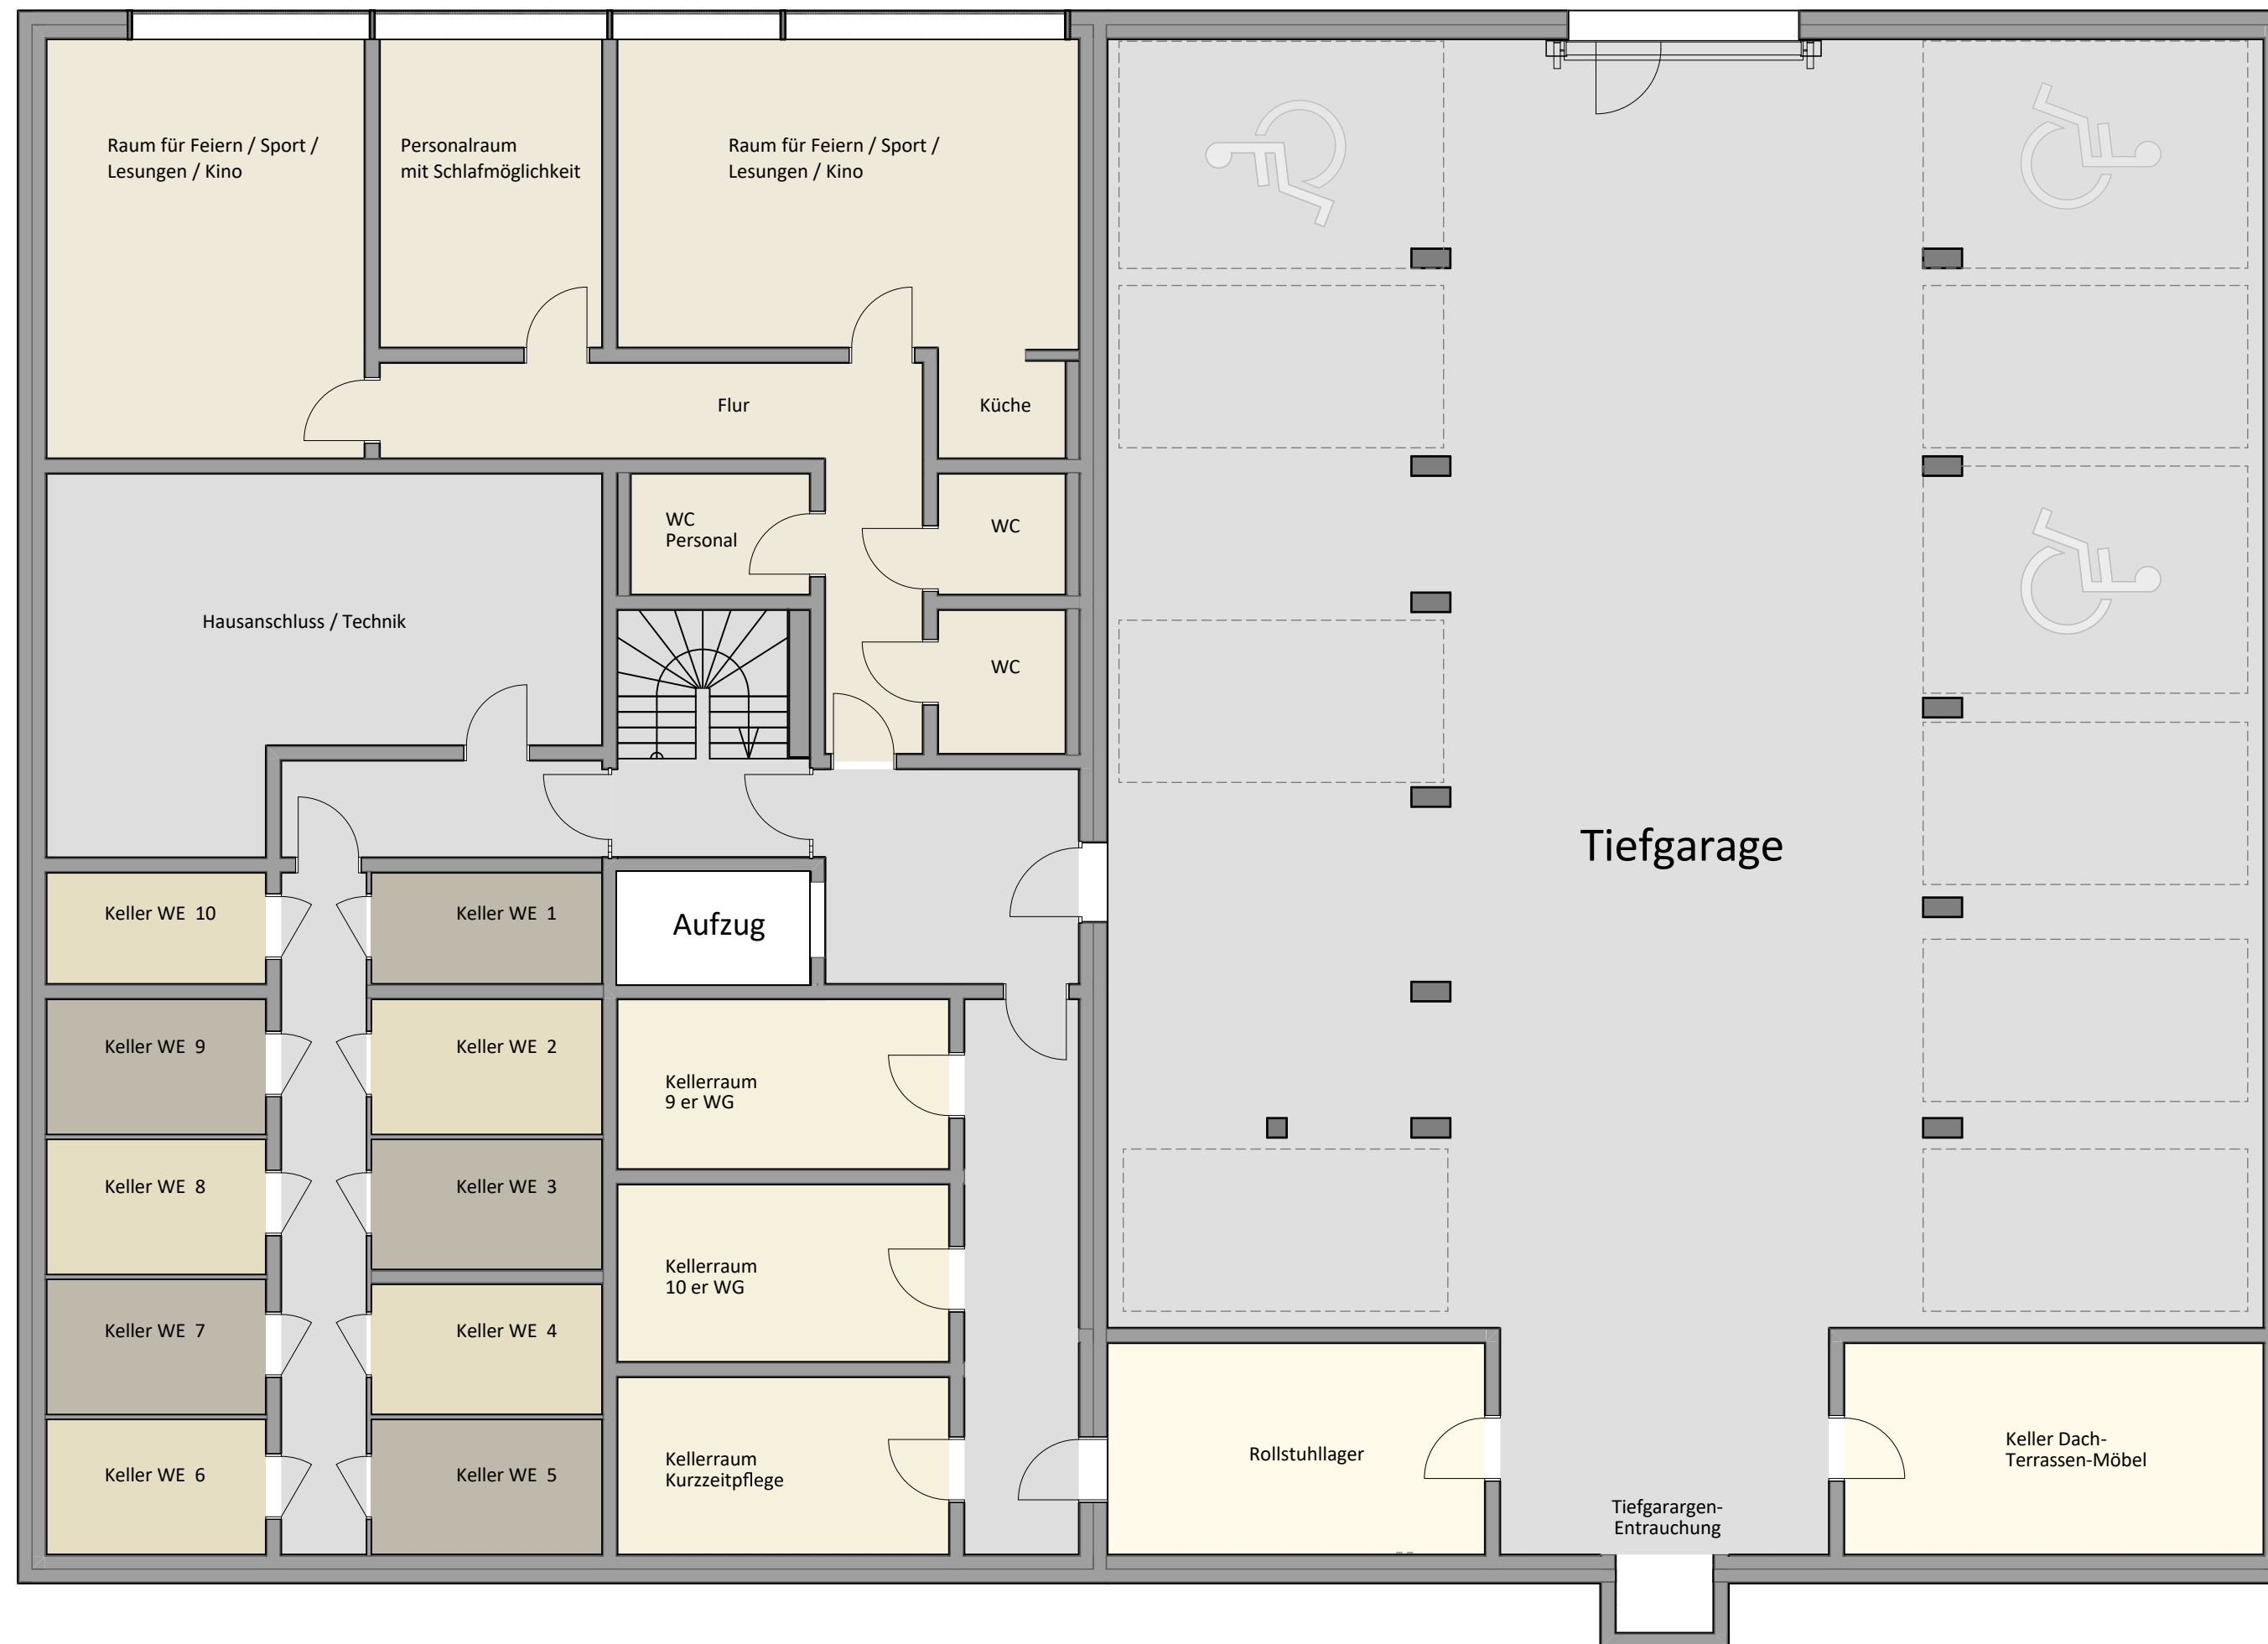 Raum für Feiern / Sport /
Lesungen / Kino
Personalraum
mit Schlafmöglichkeit
Raum für Feiern / Sport /
Lesungen / Kino
Flur
Küche
WC
Personal
WC
Hausanschluss / Technik
WC
Tiefgarage
Keller WE 10
Keller WE 1
Aufzug
Keller WE 9
Keller WE 2
Kellerraum
9 er WG
Keller WE 8
Keller WE 3
Kellerraum
10 er WG
Keller WE 7
Keller WE 4
Kellerraum
Kurzzeitpflege
Keller WE 6
Keller WE 5
Rollstuhllager
Keller Dach-
Terrassen-Möbel
Tiefgarargen-
Entrauchung